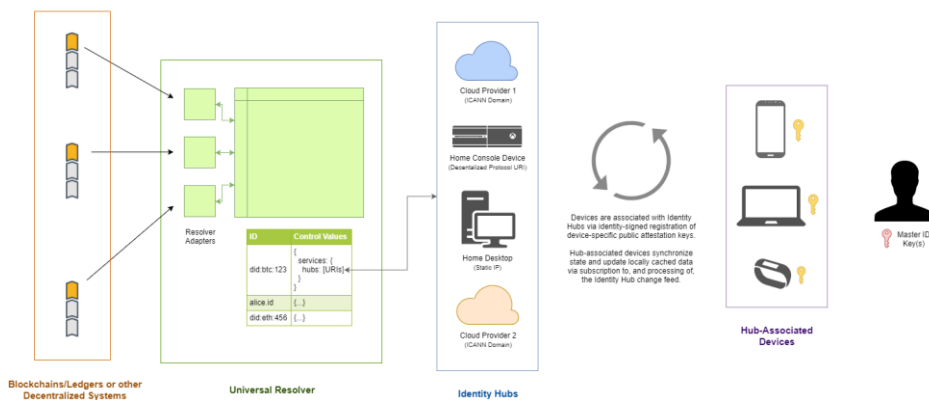 Blockchains/Ledgers or other
Decentralized Systems
Resolver
Adapters
ID Control Values
did:btc:123
{
services: {
hubs: [URIs]
}
}
alice.id {...}
did:eth:456 {...}
Universal Resolver
Cloud Provider 1
(ICANN Domain)
Home Console Device
(Decentalized Protocol URI)
Home Desktop
(Static IP)
Cloud Provider 2
(ICANN Domain)
Identity Hubs
Devices are associated with Identity
Hubs via identity-signed registration of
device-specific public attestation keys.
Hub-associated devices synchronize
state and update locally cached data
via subscription to, and processing of,
the Identity Hub change feed.
Hub-Associated
Devices
Master ID
Key(s)